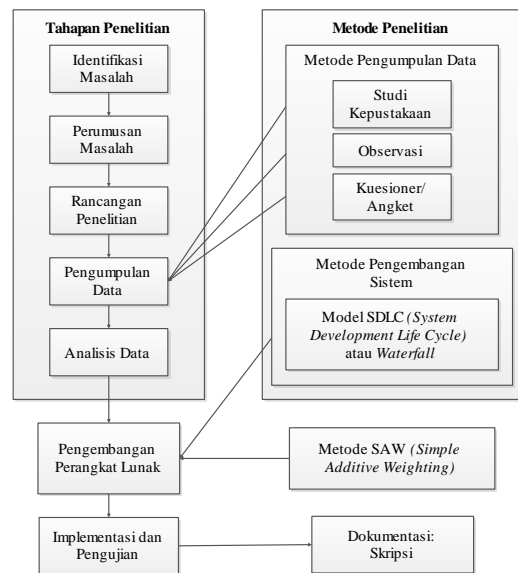 Tahapan Penelitian
Identifikasi
Masalah
Perumusan
Masalah
Rancangan
Penelitian
Pengumpulan
Data
Analisis Data
Metode Penelitian
Metode Pengumpulan Data
Studi
Kepustakaan
Observasi
Kuesioner/
Angket
Metode Pengembangan
Sistem
Model SDLC (System
Development Life Cycle)
atau Waterfall
Pengembangan
Perangkat Lunak
Metode SAW (Simple
Additive Weighting)
Implementasi dan
Pengujian
Dokumentasi:
Skripsi